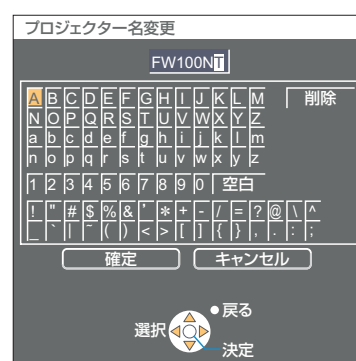 プロジェクター名変更
FW100NT
A B C D E F G H I J K L M 削除
N O P Q R S T U V W X Y Z
a b c d e f g h i j k l m
n o p q r s t u v w x y z
1 2 3 4 5 6 7 8 9 0 空白
! " # $ % & ' * + - / = ? @ \ ^
_ ` | ~ ( ) < > [ ] { } , . : ;
確定 キャンセル
戻る
選択
決定